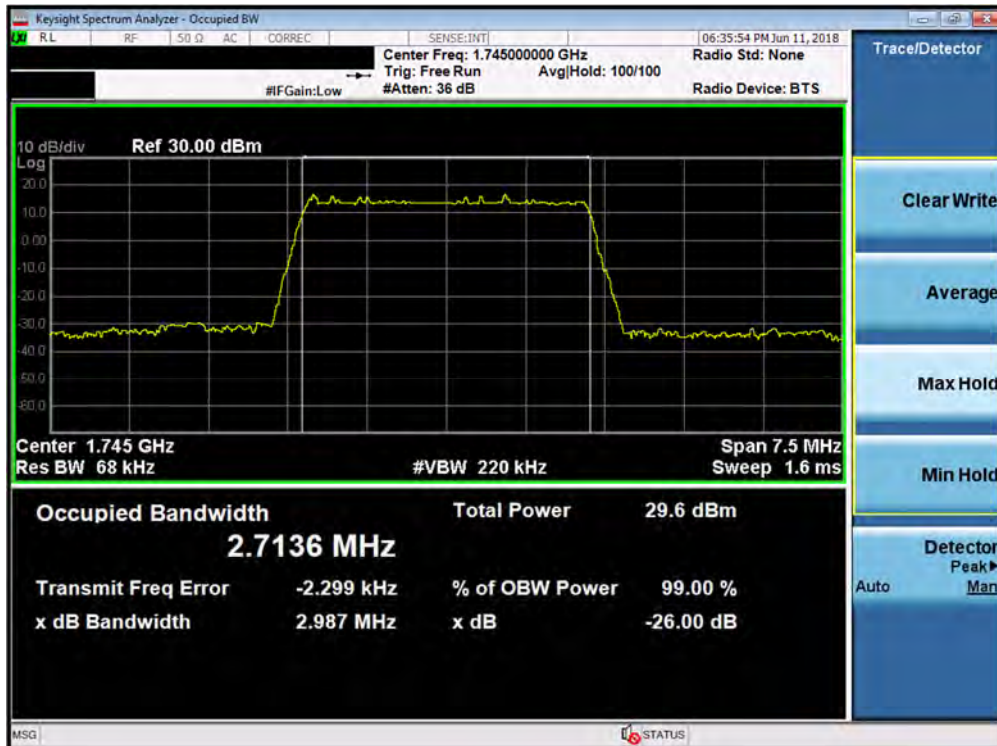 Keysight Spectrum Analyzer - Occupied BW
RL RF 50 Ω AC CORREC SENSE:INT 06:35:54 PM Jun 11, 2018
Center Freq: 1.745000000 GHz Radio Std: None
Trig: Free Run Avg|Hold: 100/100
#IFGain:Low #Atten: 36 dB Radio Device: BTS
Trace/Detector
10 dB/div Ref 30.00 dBm
Log
20.0
10.0
0.00
-10.0
-20.0
-30.0
-40.0
-50.0
-60.0
Center 1.745 GHz Span 7.5 MHz
Res BW 68 kHz #VBW 220 kHz Sweep 1.6 ms
Occupied Bandwidth Total Power 29.6 dBm
2.7136 MHz
Transmit Freq Error -2.299 kHz % of OBW Power 99.00 %
x dB Bandwidth 2.987 MHz x dB -26.00 dB
Clear Write
Average
Max Hold
Min Hold
Detector
Peak▶
Auto Man
MSG STATUS